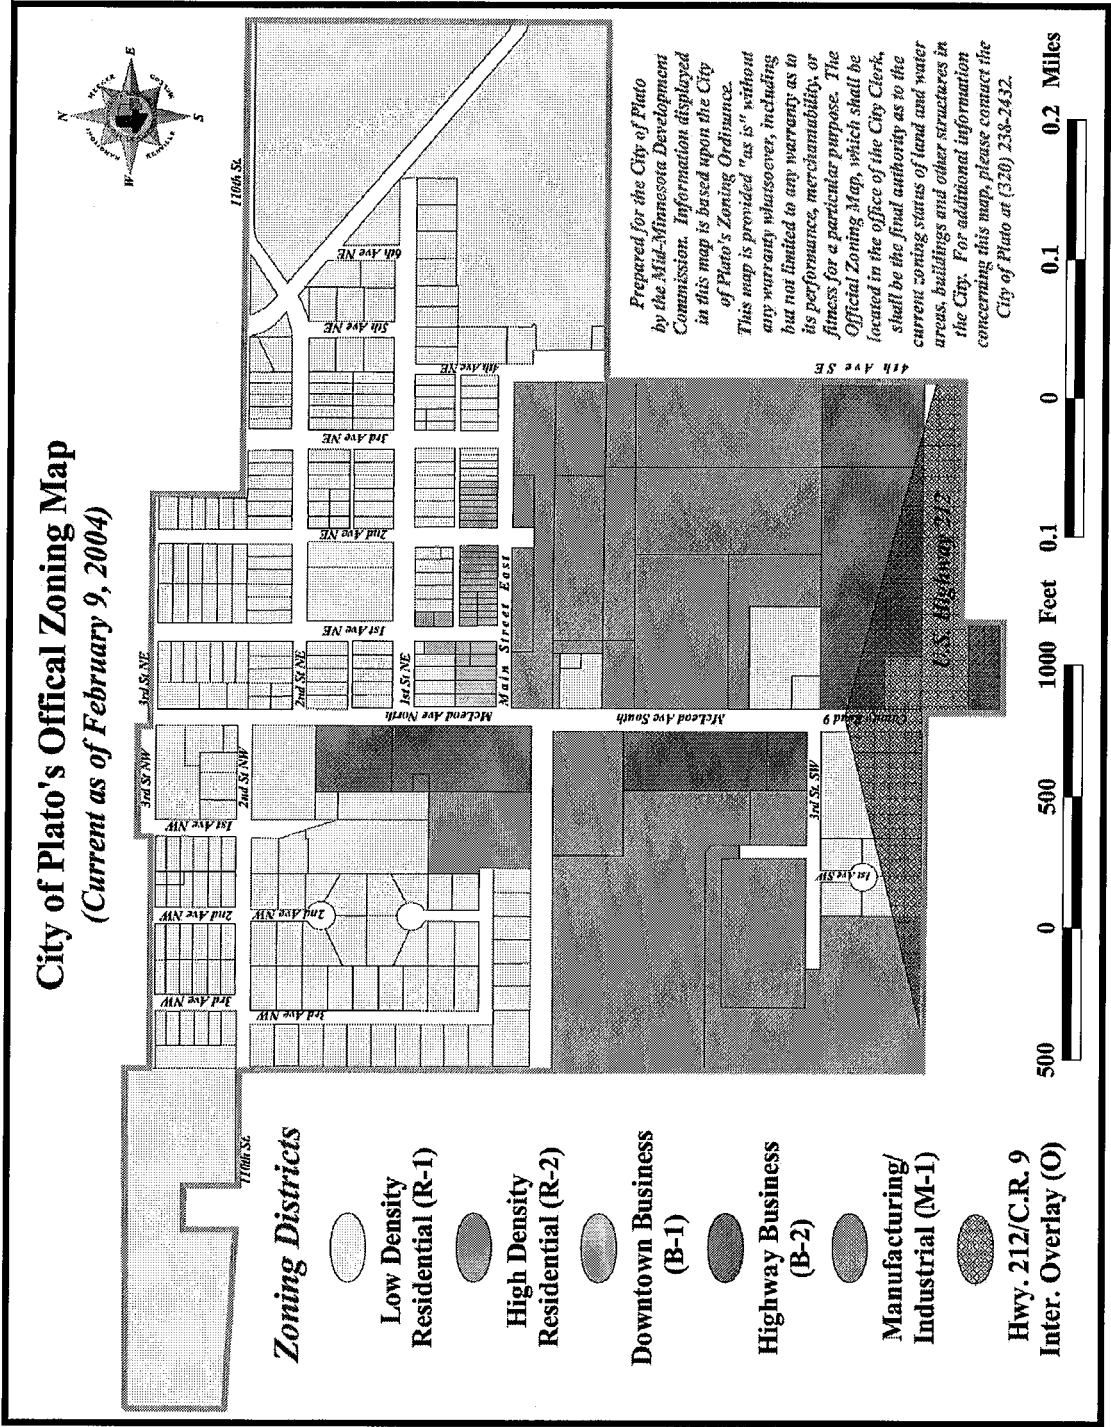 City of Plato's Offical Zoning Map
(Current as of February 9, 2004)
N
E
S
W
110th St.
3rd St NE
2nd St NE
1st St NE
Main Street East
3rd St NW
2nd St NW
1st Ave NW
2nd Ave NW
3rd Ave NW
2nd Ave NW
3rd Ave NW
110th St.
1st Ave NE
2nd Ave NE
3rd Ave NE
4th Ave NE
5th Ave NE
6th Ave NE
McLeod Ave North
McLeod Ave South
County Road 9
3rd St. SW
1st Ave SW
4th Ave SE
U.S. Highway 212
Prepared for the City of Plato
by the Mid-Minnesota Development
Commission. Information displayed
in this map is based upon the City
of Plato's Zoning Ordinance.
This map is provided "as is" without
any warranty whatsoever, including
but not limited to any warranty as to
its performance, merchantability, or
fitness for a particular purpose. The
Official Zoning Map, which shall be
located in the office of the City Clerk,
shall be the final authority as to the
current zoning status of land and water
areas, buildings and other structures in
the City. For additional information
concerning this map, please contact the
City of Plato at (320) 238-2432.
Zoning Districts
Low Density
Residential (R-1)
High Density
Residential (R-2)
Downtown Business
(B-1)
Highway Business
(B-2)
Manufacturing/
Industrial (M-1)
Hwy. 212/C.R. 9
Inter. Overlay (O)
500 0 500 1000 Feet
0.1 0 0.1 0.2 Miles